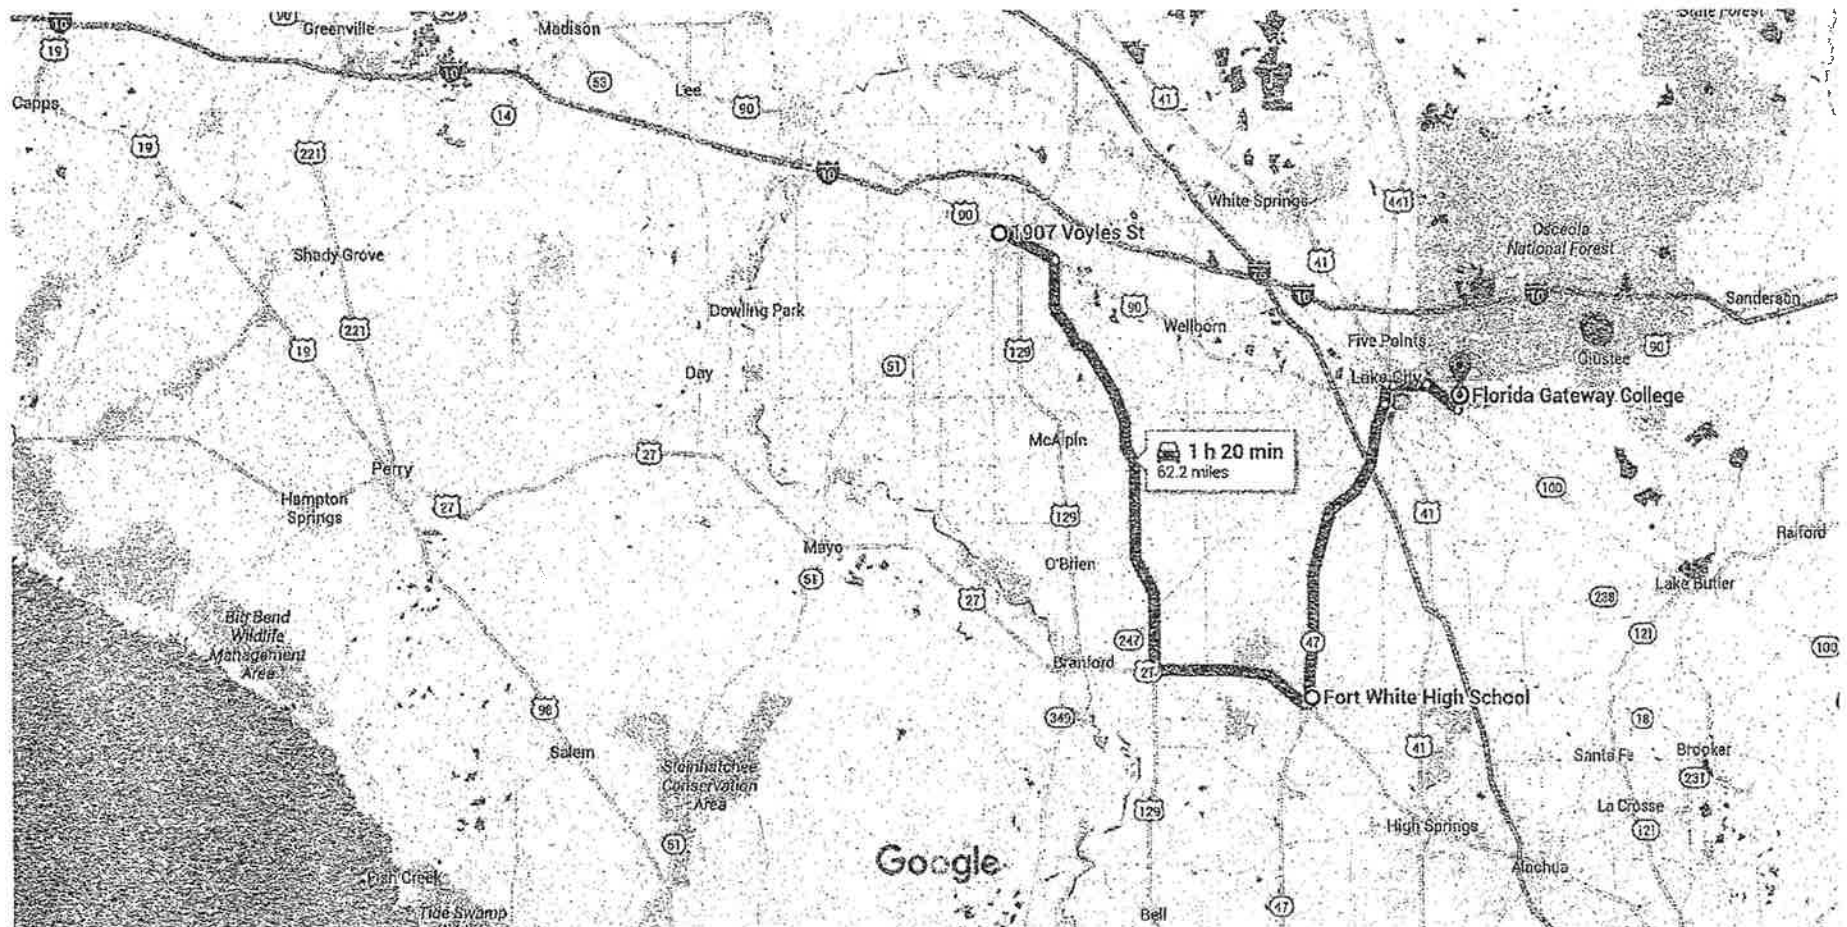 90
90
10
Greenville
Madison
State Forest
19
10
53
Lee
90
41
Capps
14
19
221
10
White Springs
441
90
1907 Voyles St
Osceola
National Forest
Shady Grove
41
10
10
Sanderson
Dowling Park
90
Wellborn
221
19
129
Five Points
Olustee
90
Day
51
Lake City
Florida Gateway College
McAlpin
1 h 20 min
62.2 miles
27
Perry
Hampton
Springs
27
100
129
41
Raiford
Mayo
51
O'Brien
Lake Butler
27
238
Big Bend
Wildlife
Management
Area
247
47
121
100
Branford
27
Fort White High School
98
349
18
41
Salem
Santa Fe
Brooker
Steinhatchee
Conservation
Area
231
129
La Crosse
High Springs
121
51
Google
Alachua
Fish Creek
47
Tide Swamp
Bell